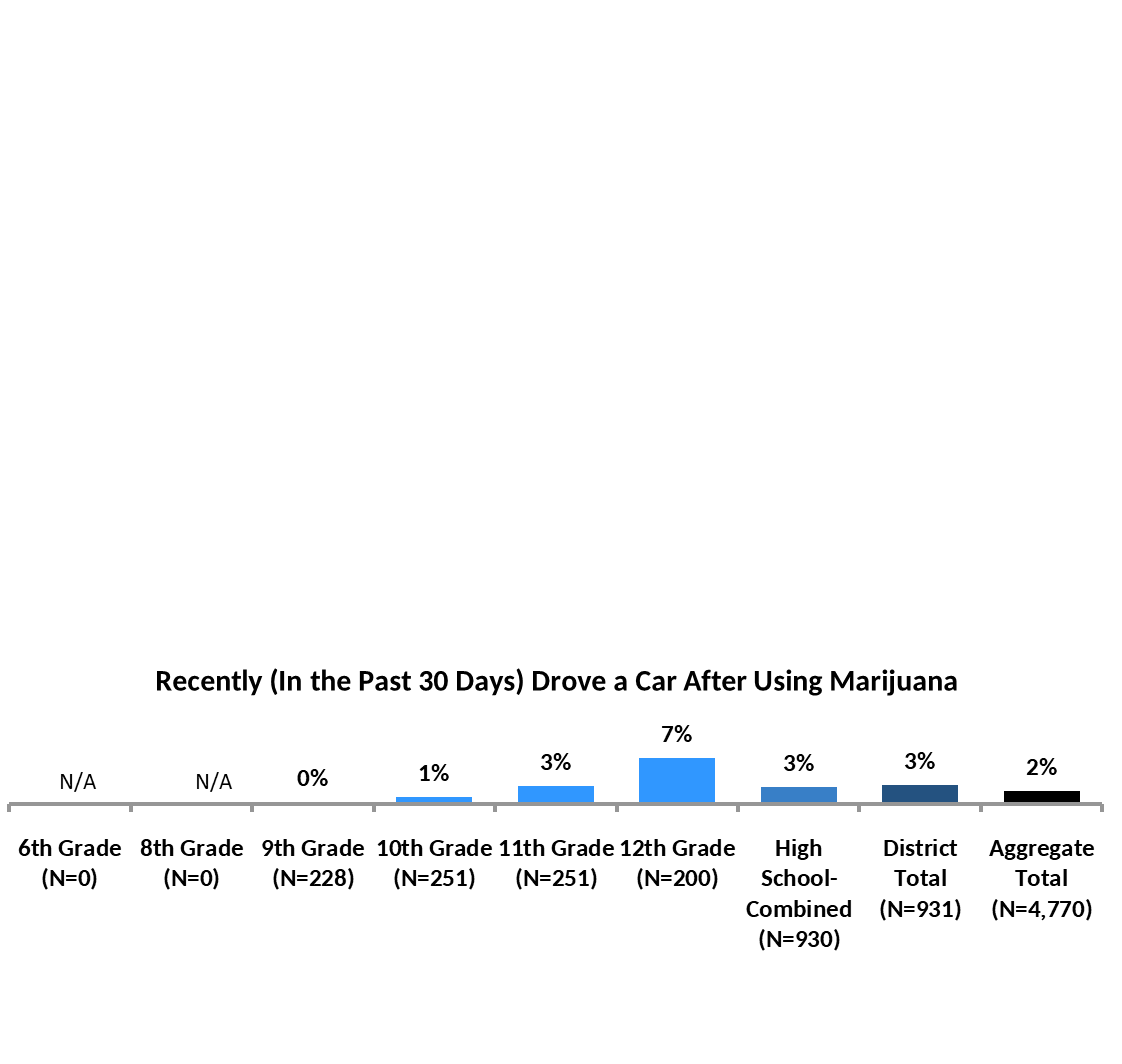 Recently (In the Past 30 Days) Drove a Car After Using Marijuana
N/A N/A 0% 1% 3% 7% 3% 3% 2%
6th Grade
(N=0)
8th Grade
(N=0)
9th Grade
(N=228)
10th Grade
(N=251)
11th Grade
(N=251)
12th Grade
(N=200)
High
School-
Combined
(N=930)
District
Total
(N=931)
Aggregate
Total
(N=4,770)